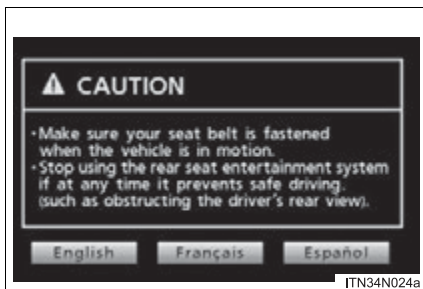 CAUTION
•Make sure your seat belt is fastened
when the vehicle is in motion.
•Stop using the rear seat entertainment system
if at any time it prevents safe driving.
(such as obstructing the driver's rear view).
English Français Español
ITN34N024a